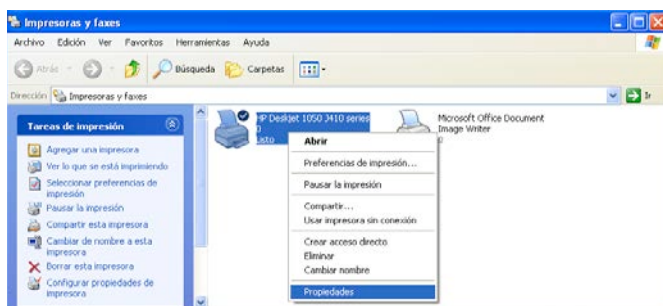 Impresoras y faxes
Archivo Edición Ver Favoritos Herramientas Ayuda
Atrás Búsqueda Carpetas
Dirección Impresoras y faxes Ir
Tareas de impresión
Agregar una impresora
Ver lo que se está imprimiendo
Seleccionar preferencias de
impresión
Pausar la impresión
Compartir esta impresora
Cambiar de nombre a esta
impresora
Borrar esta impresora
Configurar propiedades de
impresora
HP Deskjet 1050 J410 series
0
Listo
Microsoft Office Document
Image Writer
0
Abrir
Preferencias de impresión...
Pausar la impresión
Compartir...
Usar impresora sin conexión
Crear acceso directo
Eliminar
Cambiar nombre
Propiedades